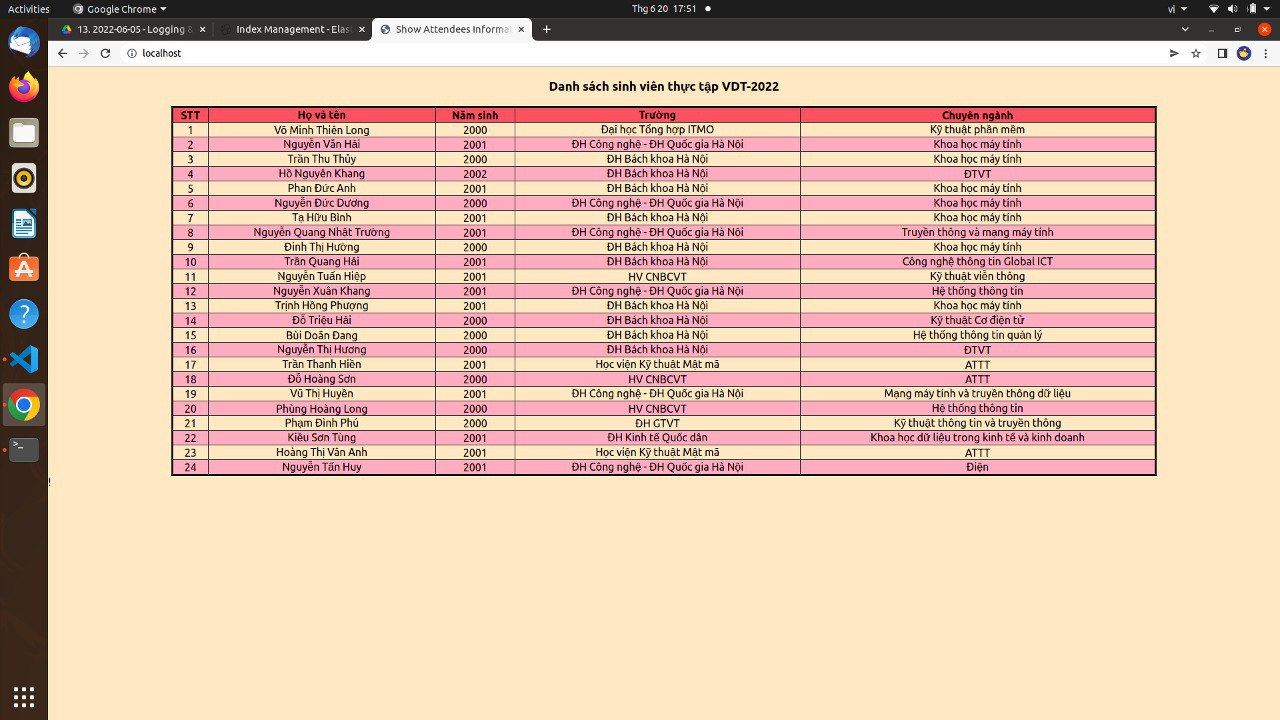 Activities
Google Chrome
Thg 6 20 17:51
vi
13. 2022-06-05 - Logging &
Index Management - Elas
Show Attendees Informa
localhost
Danh sách sinh viên thực tập VDT-2022
STT Họ và tên Năm sinh Trường Chuyên ngành
1 Võ Minh Thiên Long 2000 Đại học Tổng hợp ITMO Kỹ thuật phần mềm
2 Nguyễn Văn Hải 2001 ĐH Công nghệ - ĐH Quốc gia Hà Nội Khoa học máy tính
3 Trần Thu Thủy 2000 ĐH Bách khoa Hà Nội Khoa học máy tính
4 Hồ Nguyên Khang 2002 ĐH Bách khoa Hà Nội ĐTVT
5 Phan Đức Anh 2001 ĐH Bách khoa Hà Nội Khoa học máy tính
6 Nguyễn Đức Dương 2000 ĐH Công nghệ - ĐH Quốc gia Hà Nội Khoa học máy tính
7 Tạ Hữu Bình 2001 ĐH Bách khoa Hà Nội Khoa học máy tính
8 Nguyễn Quang Nhật Trường 2001 ĐH Công nghệ - ĐH Quốc gia Hà Nội Truyền thông và mạng máy tính
9 Đinh Thị Hường 2000 ĐH Bách khoa Hà Nội Khoa học máy tính
10 Trần Quang Hải 2001 ĐH Bách khoa Hà Nội Công nghệ thông tin Global ICT
11 Nguyễn Tuấn Hiệp 2001 HV CNBCVT Kỹ thuật viễn thông
12 Nguyễn Xuân Khang 2001 ĐH Công nghệ - ĐH Quốc gia Hà Nội Hệ thống thông tin
13 Trịnh Hồng Phượng 2001 ĐH Bách khoa Hà Nội Khoa học máy tính
14 Đỗ Triệu Hải 2000 ĐH Bách khoa Hà Nội Kỹ thuật Cơ điện tử
15 Bùi Doãn Đang 2000 ĐH Bách khoa Hà Nội Hệ thống thông tin quản lý
16 Nguyễn Thị Hương 2000 ĐH Bách khoa Hà Nội ĐTVT
17 Trần Thanh Hiền 2001 Học viện Kỹ thuật Mật mã ATTT
18 Đỗ Hoàng Sơn 2000 HV CNBCVT ATTT
19 Vũ Thị Huyền 2001 ĐH Công nghệ - ĐH Quốc gia Hà Nội Mạng máy tính và truyền thông dữ liệu
20 Phùng Hoàng Long 2000 HV CNBCVT Hệ thống thông tin
21 Phạm Đình Phú 2000 ĐH GTVT Kỹ thuật thông tin và truyền thông
22 Kiều Sơn Tùng 2001 ĐH Kinh tế Quốc dân Khoa học dữ liệu trong kinh tế và kinh doanh
23 Hoàng Thị Vân Anh 2001 Học viện Kỹ thuật Mật mã ATTT
24 Nguyễn Tấn Huy 2001 ĐH Công nghệ - ĐH Quốc gia Hà Nội Điện
!